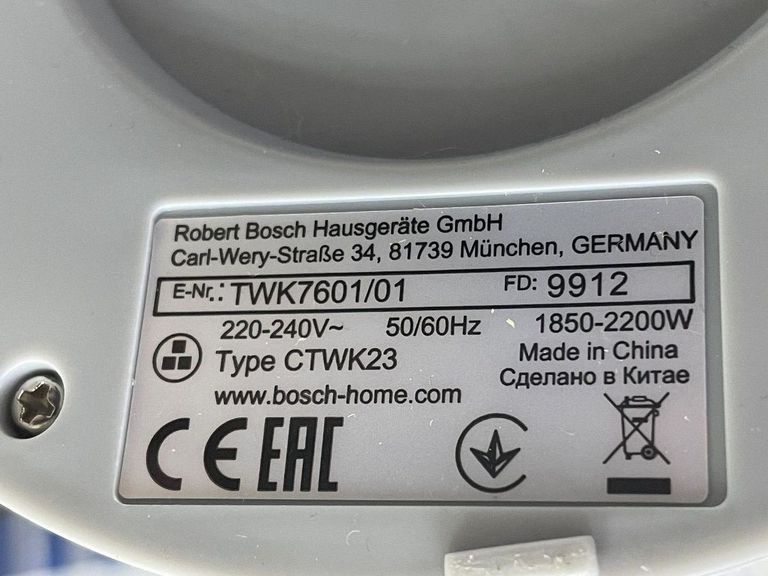 Robert Bosch Hausgeräte GmbH
Carl-Wery-Straße 34, 81739 München, GERMANY
E-Nr.: TWK7601/01 FD: 9912
220-240V~ 50/60Hz 1850-2200W
Type CTWK23 Made in China
www.bosch-home.com Сделано в Китае
CE EAC